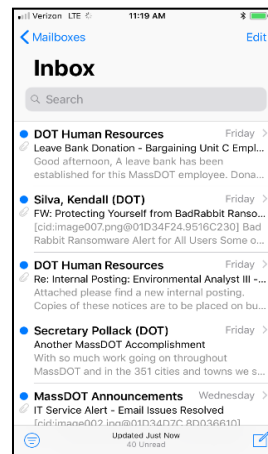 Verizon LTE 11:19 AM
Mailboxes Edit
Inbox
Search
DOT Human Resources Friday
Leave Bank Donation - Bargaining Unit C Empl...
Good afternoon, A leave bank has been
established for this MassDOT employee. Dona...
Silva, Kendall (DOT) Friday
FW: Protecting Yourself from BadRabbit Ranso...
[cid:image007.png@01D34F24.9516C230] Bad
Rabbit Ransomware Alert for All Users Some o...
DOT Human Resources Friday
Re: Internal Posting: Environmental Analyst III -...
Attached please find a new internal posting.
Copies of these notices are to be placed on bu...
Secretary Pollack (DOT) Friday
Another MassDOT Accomplishment
With so much work going on throughout
MassDOT and in the 351 cities and towns we s...
MassDOT Announcements Wednesday
IT Service Alert - Email Issues Resolved
[cid:image002.jpg@01D34D7C.8D036610]
Updated Just Now
40 Unread